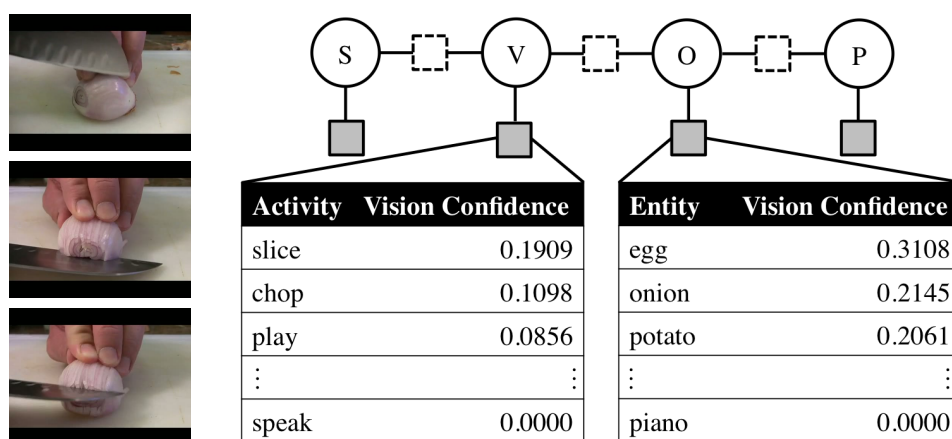 S V O P
Activity Vision Confidence
slice 0.1909
chop 0.1098
play 0.0856
⋮ ⋮
speak 0.0000
Entity Vision Confidence
egg 0.3108
onion 0.2145
potato 0.2061
⋮ ⋮
piano 0.0000